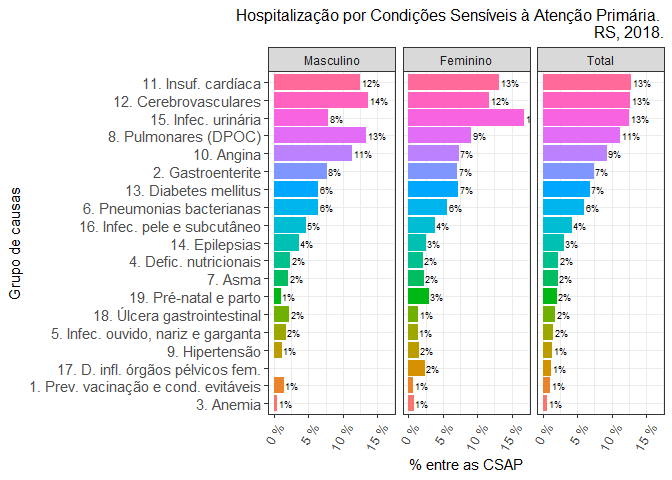 Hospitalização por Condições Sensíveis à Atenção Primária.
RS, 2018.
Masculino Feminino Total
Grupo de causas
11. Insuf. cardíaca 12% 13% 13%
12. Cerebrovasculares 14% 12% 13%
15. Infec. urinária 8% 1 13%
8. Pulmonares (DPOC) 13% 9% 11%
10. Angina 11% 7% 9%
2. Gastroenterite 8% 7% 7%
13. Diabetes mellitus 6% 7% 7%
6. Pneumonias bacterianas 6% 6% 6%
16. Infec. pele e subcutâneo 5% 4% 4%
14. Epilepsias 4% 3% 3%
4. Defic. nutricionais 2% 2% 2%
7. Asma 2% 2% 2%
19. Pré-natal e parto 1% 3% 2%
18. Úlcera gastrointestinal 2% 1% 2%
5. Infec. ouvido, nariz e garganta 2% 1% 2%
9. Hipertensão 1% 2% 1%
17. D. infl. órgãos pélvicos fem. 2% 1%
1. Prev. vacinação e cond. evitáveis 1% 1% 1%
3. Anemia 1% 1% 1%
0 % 5 % 10 % 15 % 0 % 5 % 10 % 15 % 0 % 5 % 10 % 15 %
% entre as CSAP